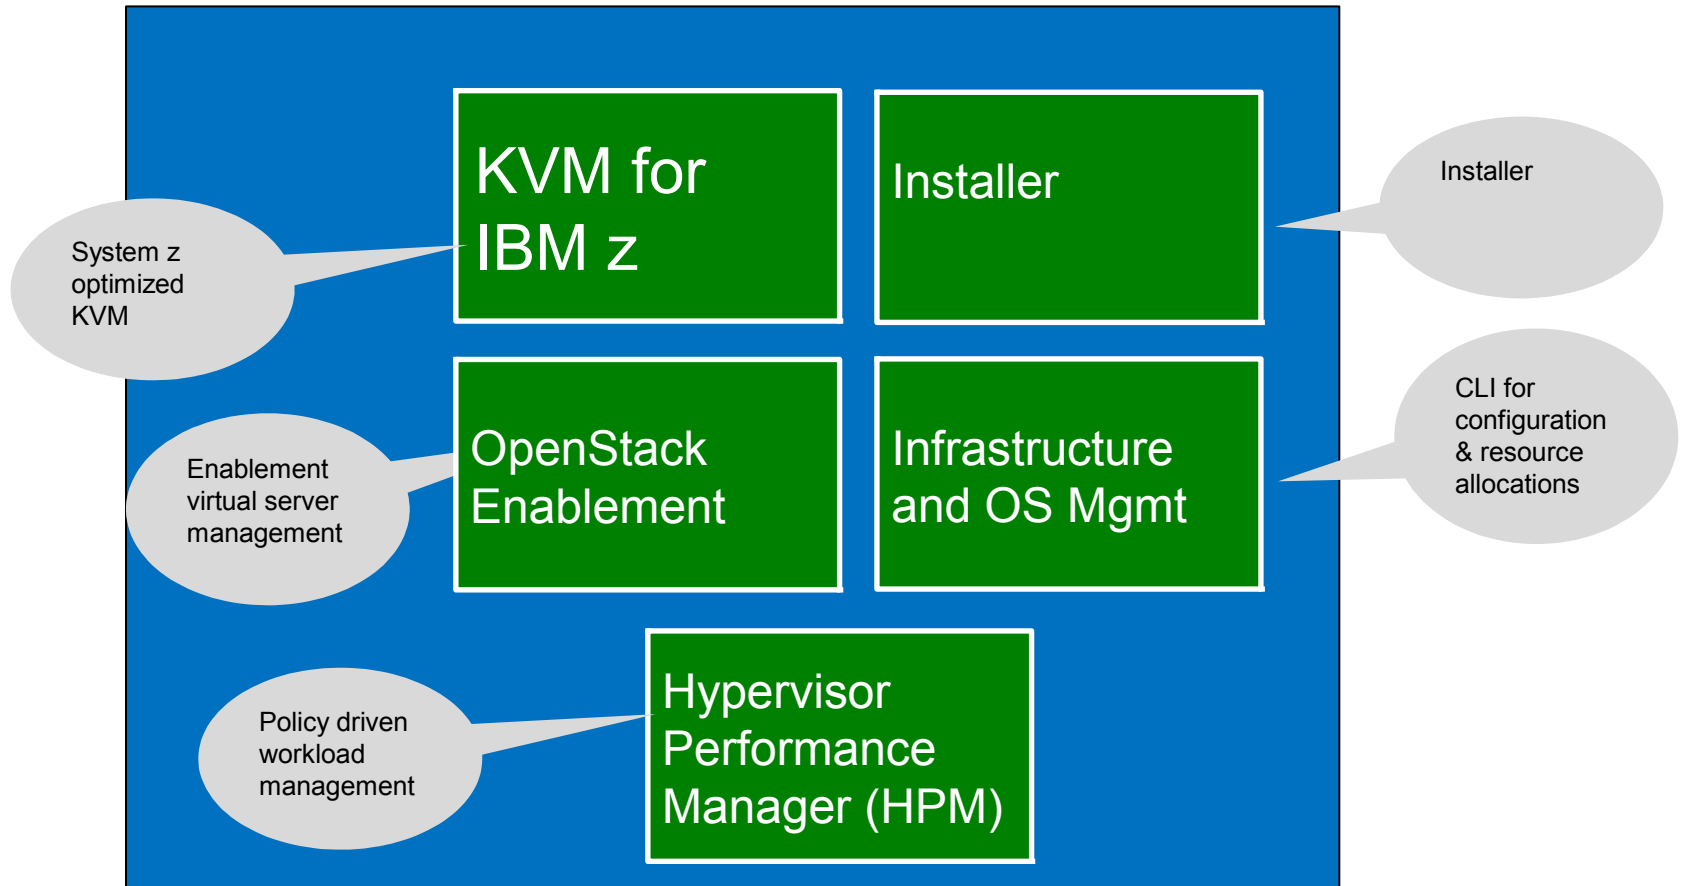 KVM for
IBM z
Installer
Installer
System z
optimized
KVM
OpenStack
Enablement
Infrastructure
and OS Mgmt
CLI for
configuration
& resource
allocations
Enablement
virtual server
management
Hypervisor
Performance
Manager (HPM)
Policy driven
workload
management